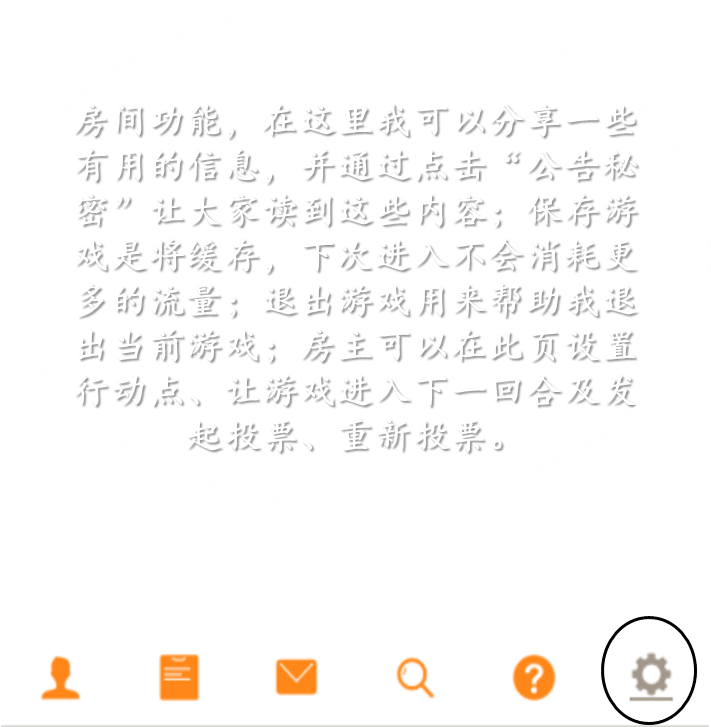 房间功能，在这里我可以分享一些
有用的信息，并通过点击“公告秘
密”让大家读到这些内容；保存游
戏是将缓存，下次进入不会消耗更
多的流量；退出游戏用来帮助我退
出当前游戏；房主可以在此页设置
行动点、让游戏进入下一回合及发
起投票、重新投票。
?